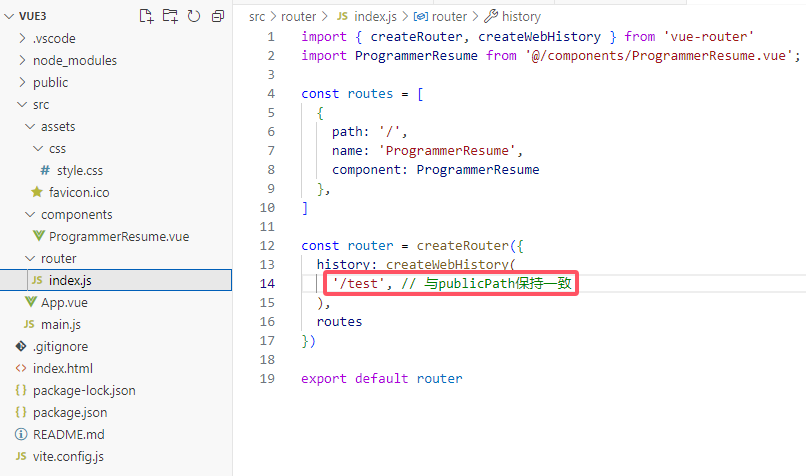 VUE3
.vscode
node_modules
public
src
assets
css
# style.css
favicon.ico
components
ProgrammerResume.vue
router
JS index.js
App.vue
JS main.js
.gitignore
<> index.html
{} package-lock.json
{} package.json
README.md
JS vite.config.js
src > router > JS index.js > router > history
1 import { createRouter, createWebHistory } from 'vue-router'
2 import ProgrammerResume from '@/components/ProgrammerResume.vue';
3
4 const routes = [
5 {
6 path: '/',
7 name: 'ProgrammerResume',
8 component: ProgrammerResume
9 },
10 ]
11
12 const router = createRouter({
13 history: createWebHistory(
14 '/test', // 与publicPath保持一致
15 ),
16 routes
17 })
18
19 export default router